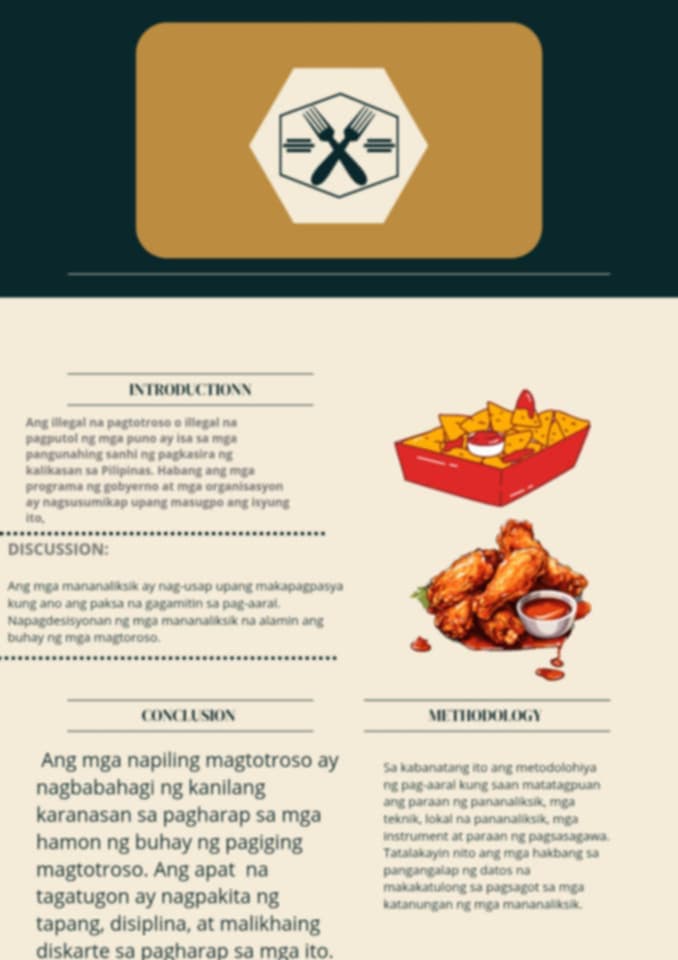 INTRODUCTIONN
Ang illegal na pagtotroso o illegal na
pagputol ng mga puno ay isa sa mga
pangunahing sanhi ng pagkasira ng
kalikasan sa Pilipinas. Habang ang mga
programa ng gobyerno at mga organisasyon
ay nagsusumikap upang masugpo ang isyung
ito,
DISCUSSION:
Ang mga mananaliksik ay nag-usap upang makapagpasya
kung ano ang paksa na gagamitin sa pag-aaral.
Napagdesisyonan ng mga mananaliksik na alamin ang
buhay ng mga magtoroso.
CONCLUSION
Ang mga napiling magtotroso ay
nagbabahagi ng kanilang
karanasan sa pagharap sa mga
hamon ng buhay ng pagiging
magtotroso. Ang apat na
tagatugon ay nagpakita ng
tapang, disiplina, at malikhaing
diskarte sa pagharap sa mga ito.
METHODOLOGY
Sa kabanatang ito ang metodolohiya
ng pag-aaral kung saan matatagpuan
ang paraan ng pananaliksik, mga
teknik, lokal na pananaliksik, mga
instrument at paraan ng pagsasagawa.
Tatalakayin nito ang mga hakbang sa
pangangalap ng datos na
makakatulong sa pagsagot sa mga
katanungan ng mga mananaliksik.